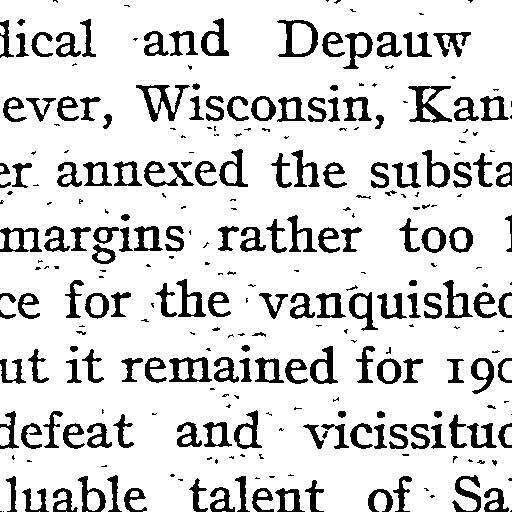 dical and Depauw
ever, Wisconsin, Kans
er annexed the substa
margins rather too l
ce for the vanquished
ut it remained for 190
defeat and vicissitud
luable talent of Sal